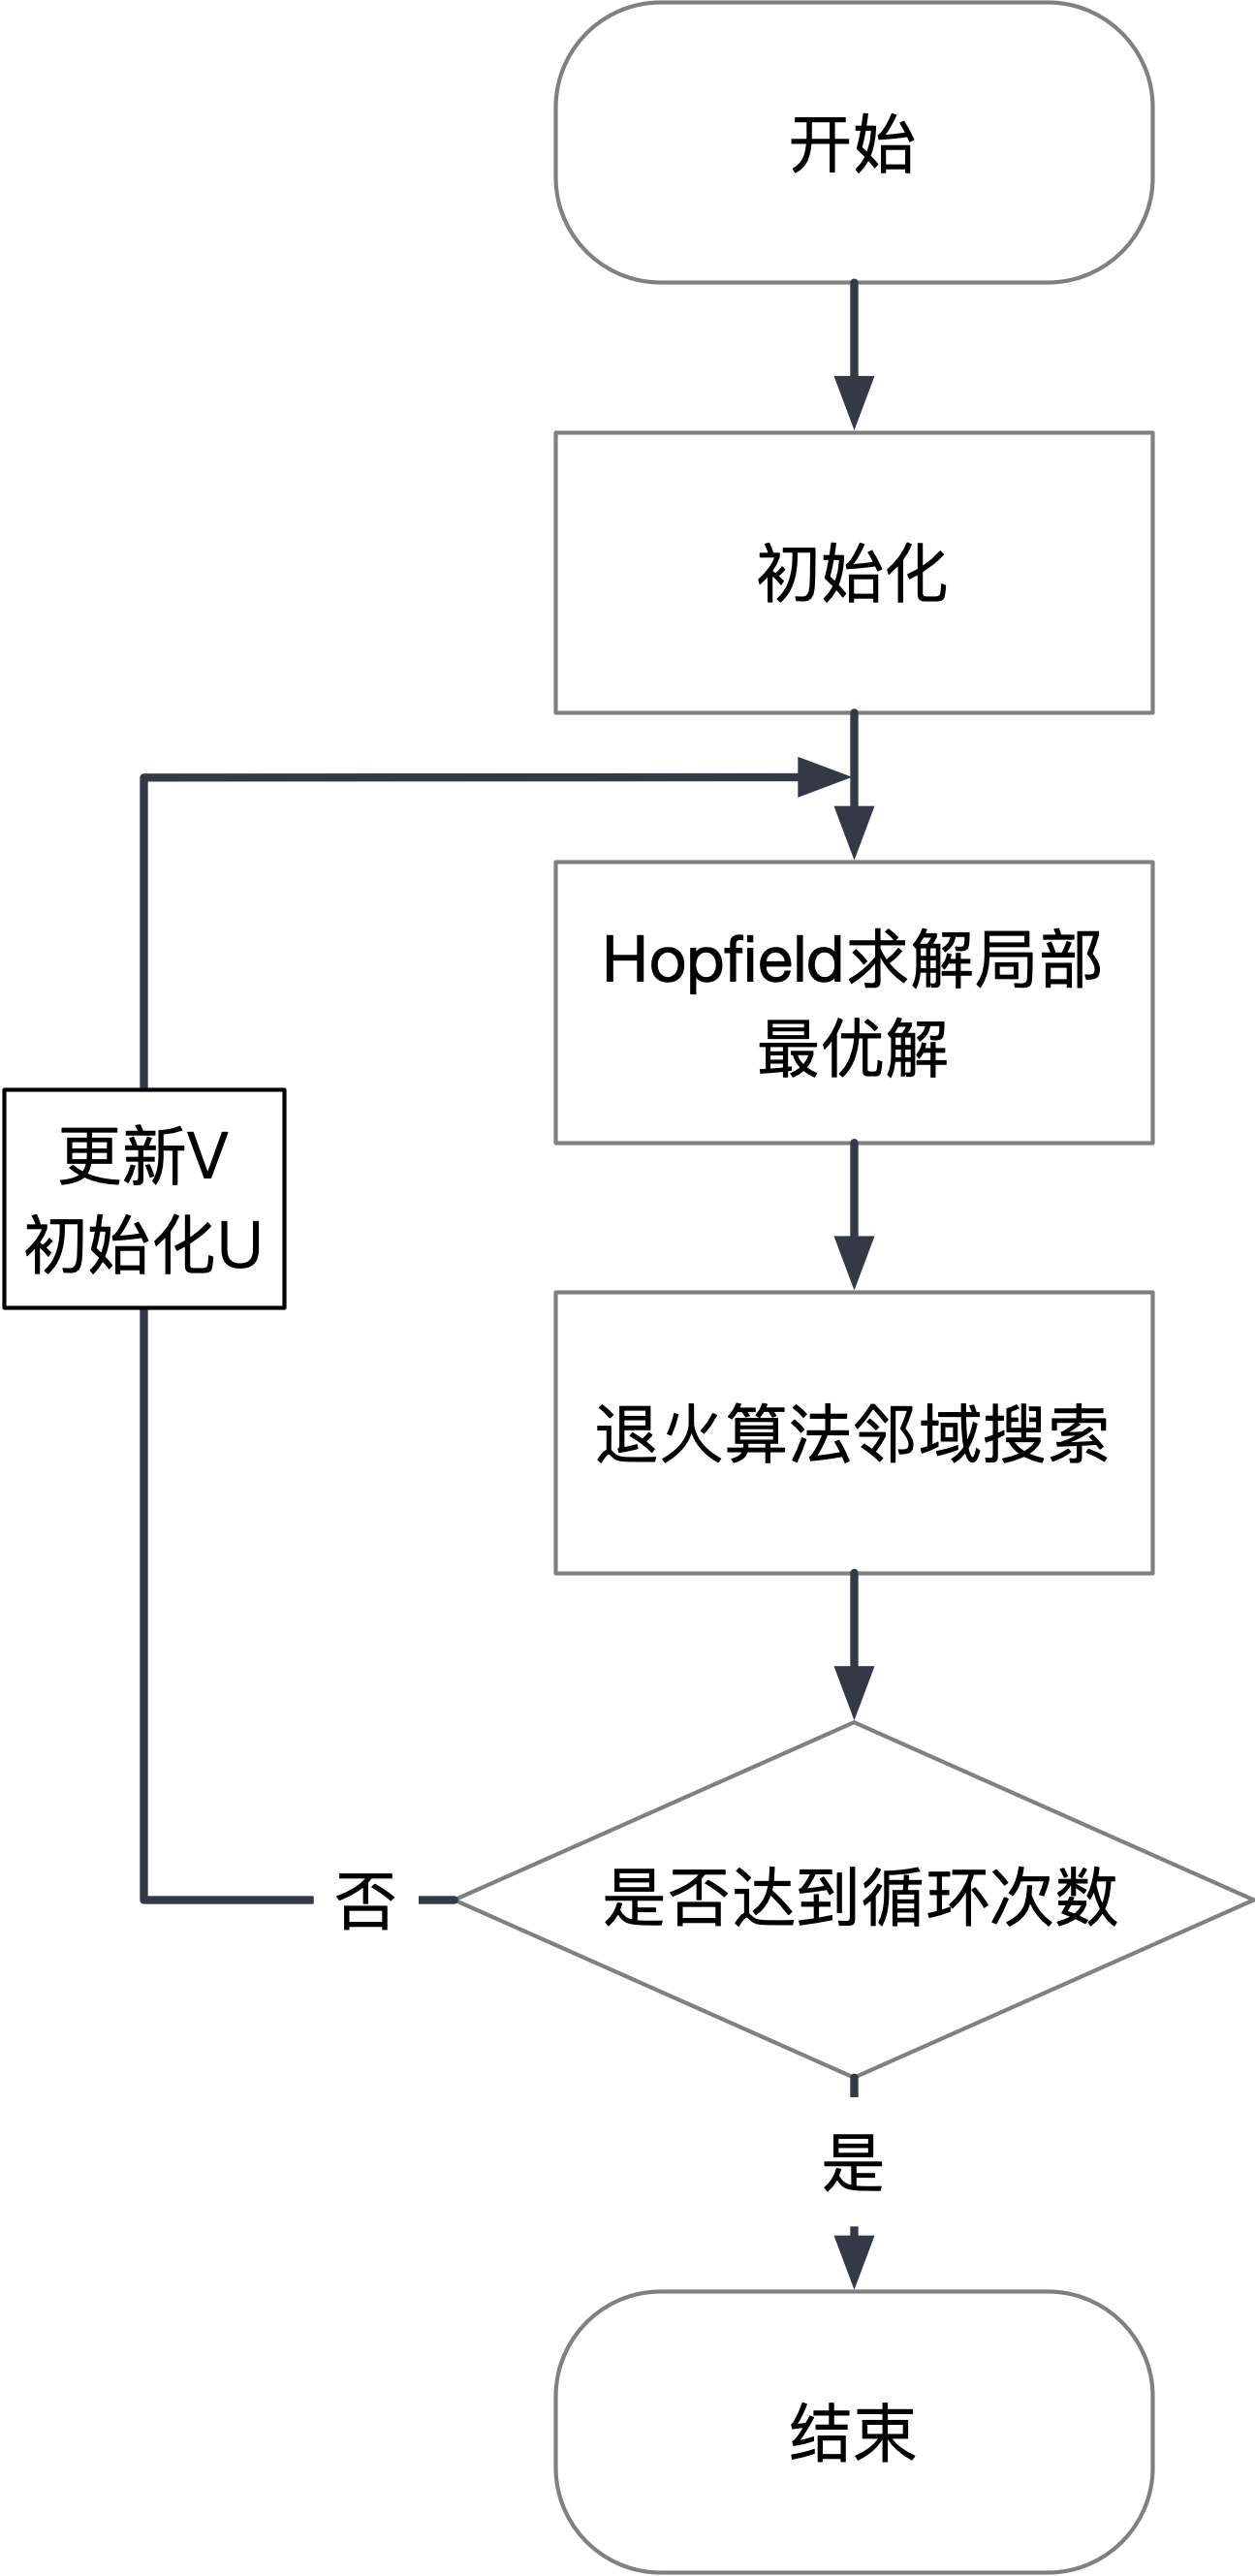 开始
初始化
Hopfield求解局部
最优解
更新V
初始化U
退火算法邻域搜索
是否达到循环次数
否
是
结束